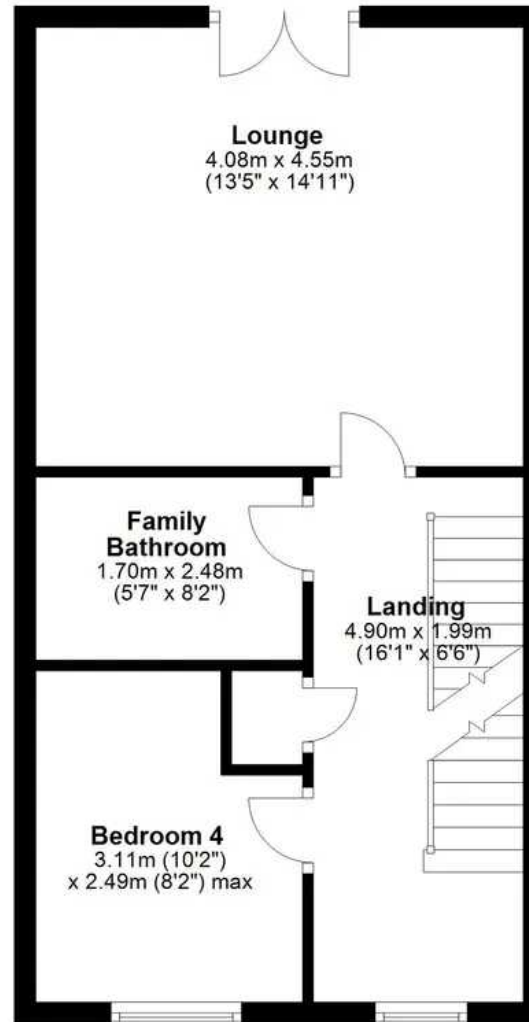 Lounge
4.08m x 4.55m
(13'5" x 14'11")
Family
Bathroom
1.70m x 2.48m
(5'7" x 8'2")
Landing
4.90m x 1.99m
(16'1" x 6'6")
Bedroom 4
3.11m (10'2")
x 2.49m (8'2") max